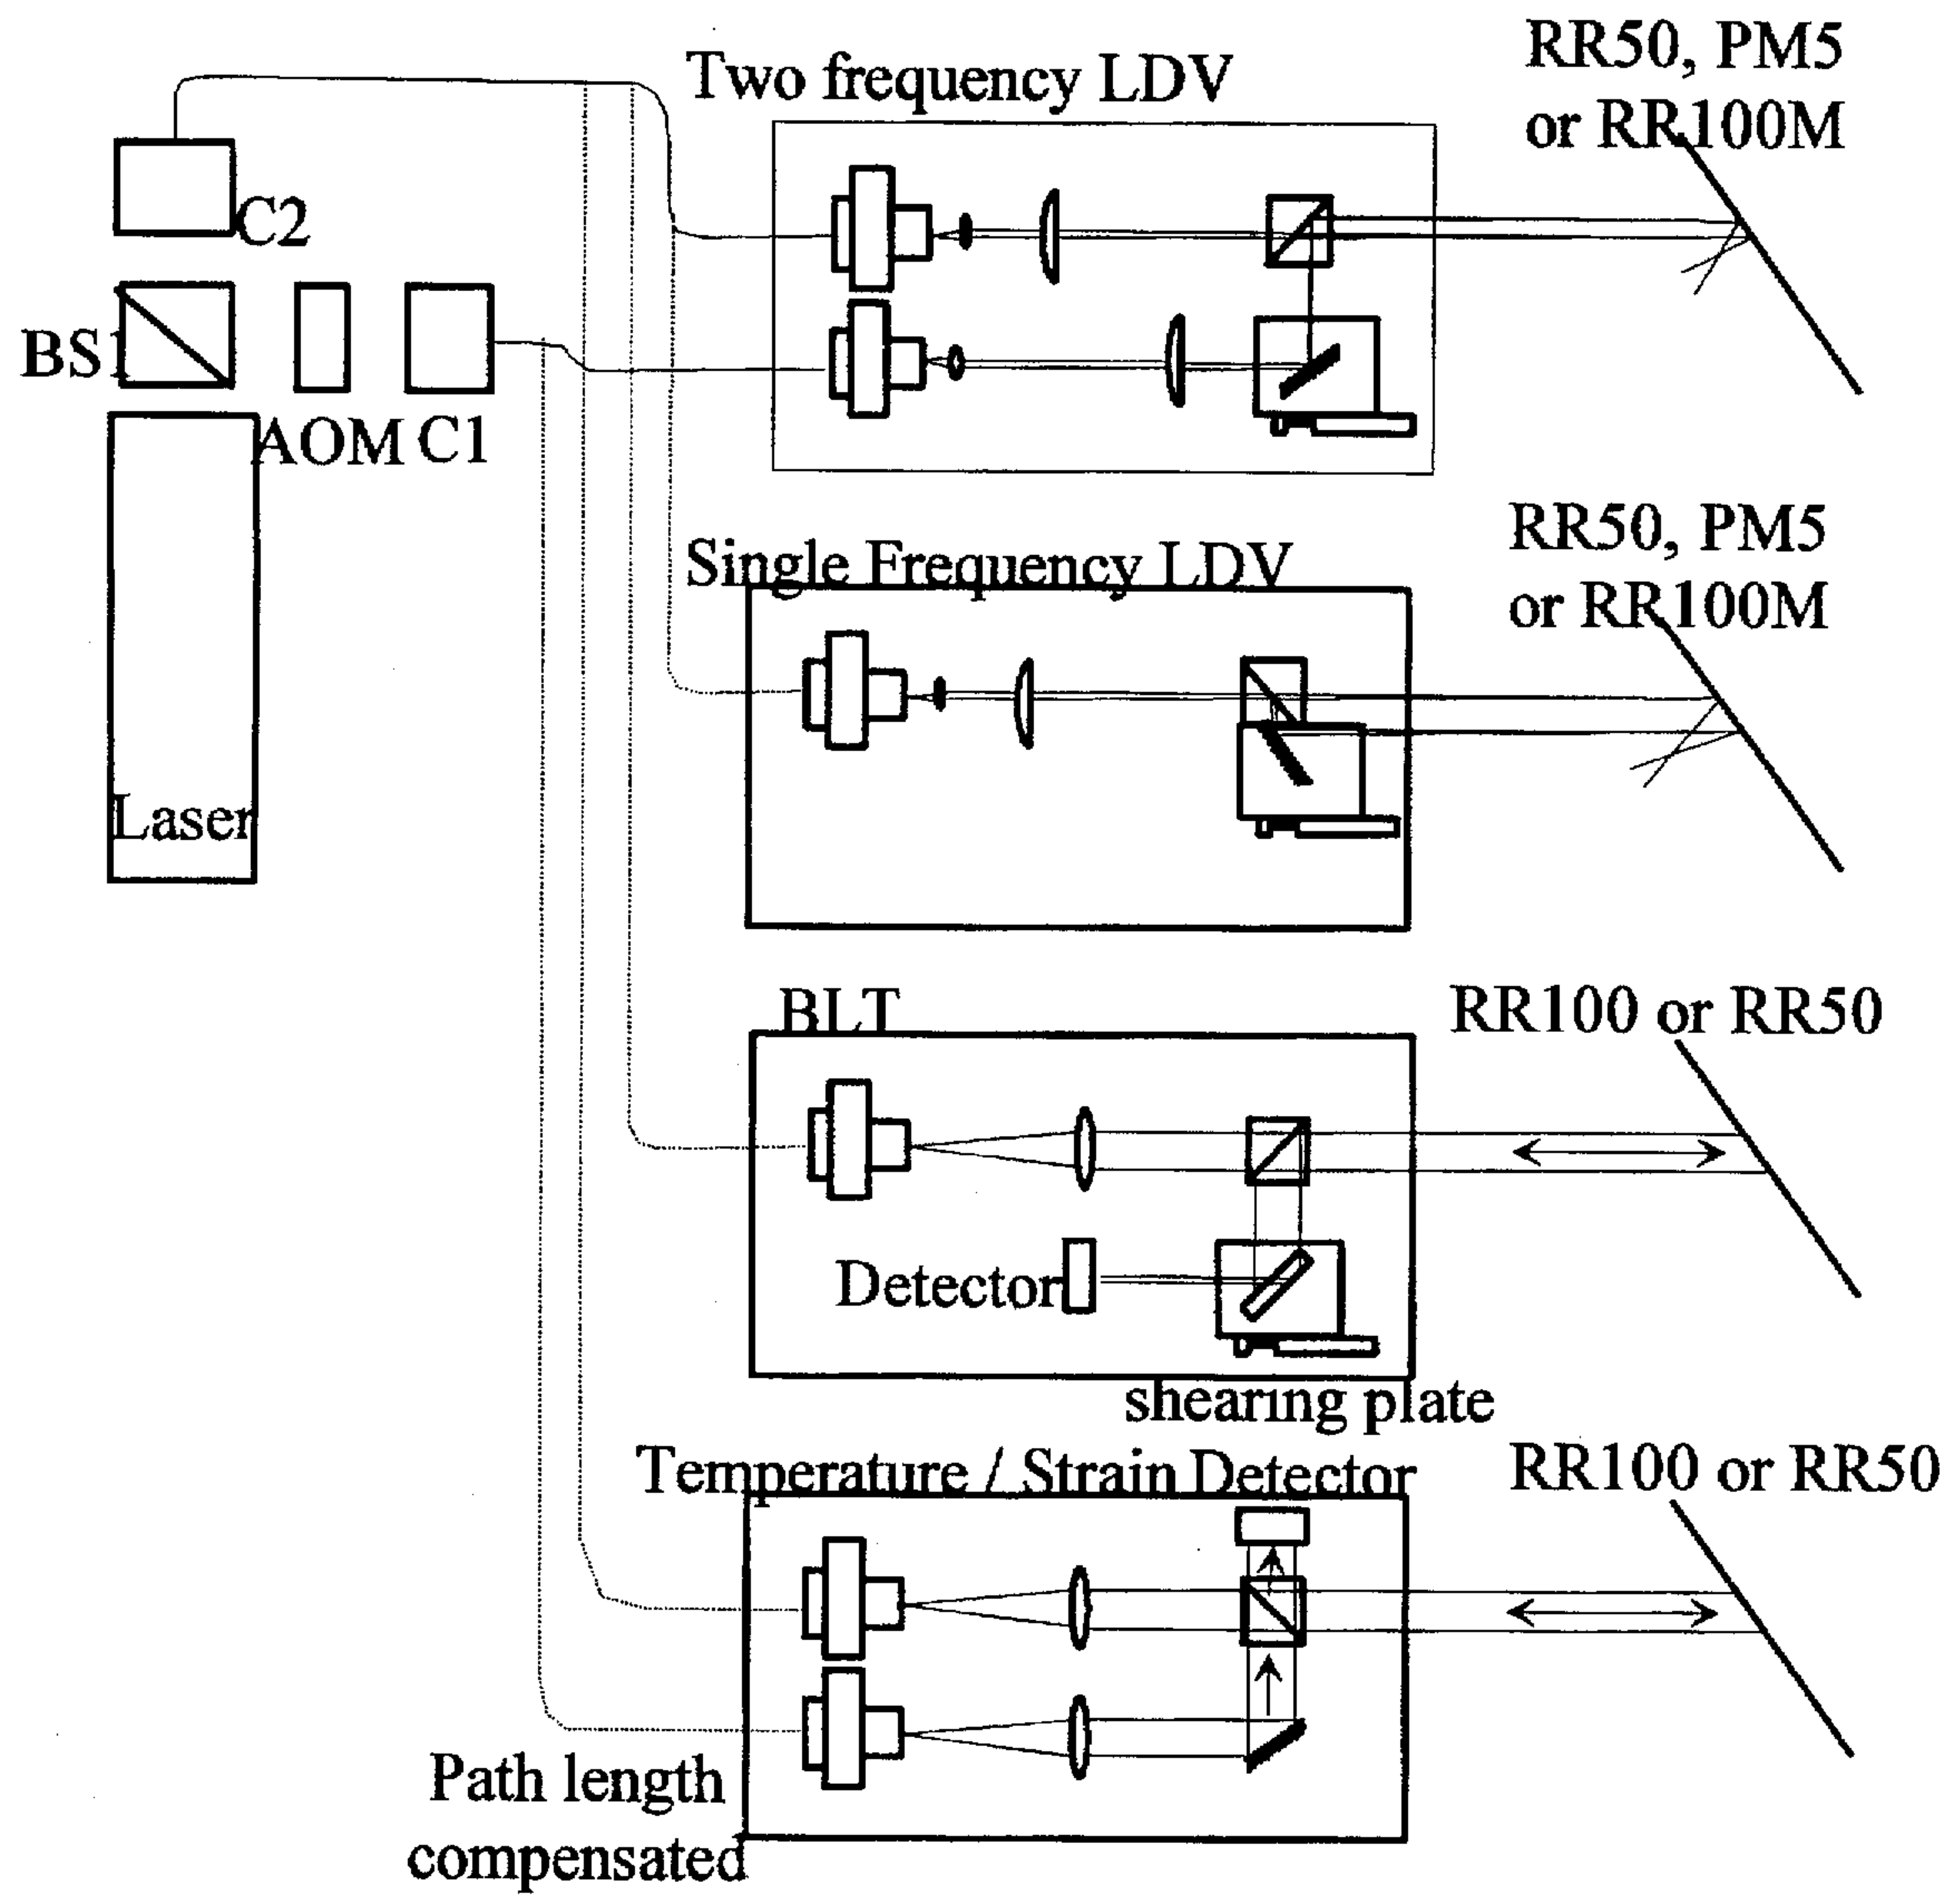 Two frequency LDV
RR50, PM5
or RR100M
C2
BS1
AOM C1
Laser
Single Frequency LDV
RR50, PM5
or RR100M
BLT
RR100 or RR50
Detector
shearing plate
Temperature / Strain Detector
RR100 or RR50
Path length
compensated